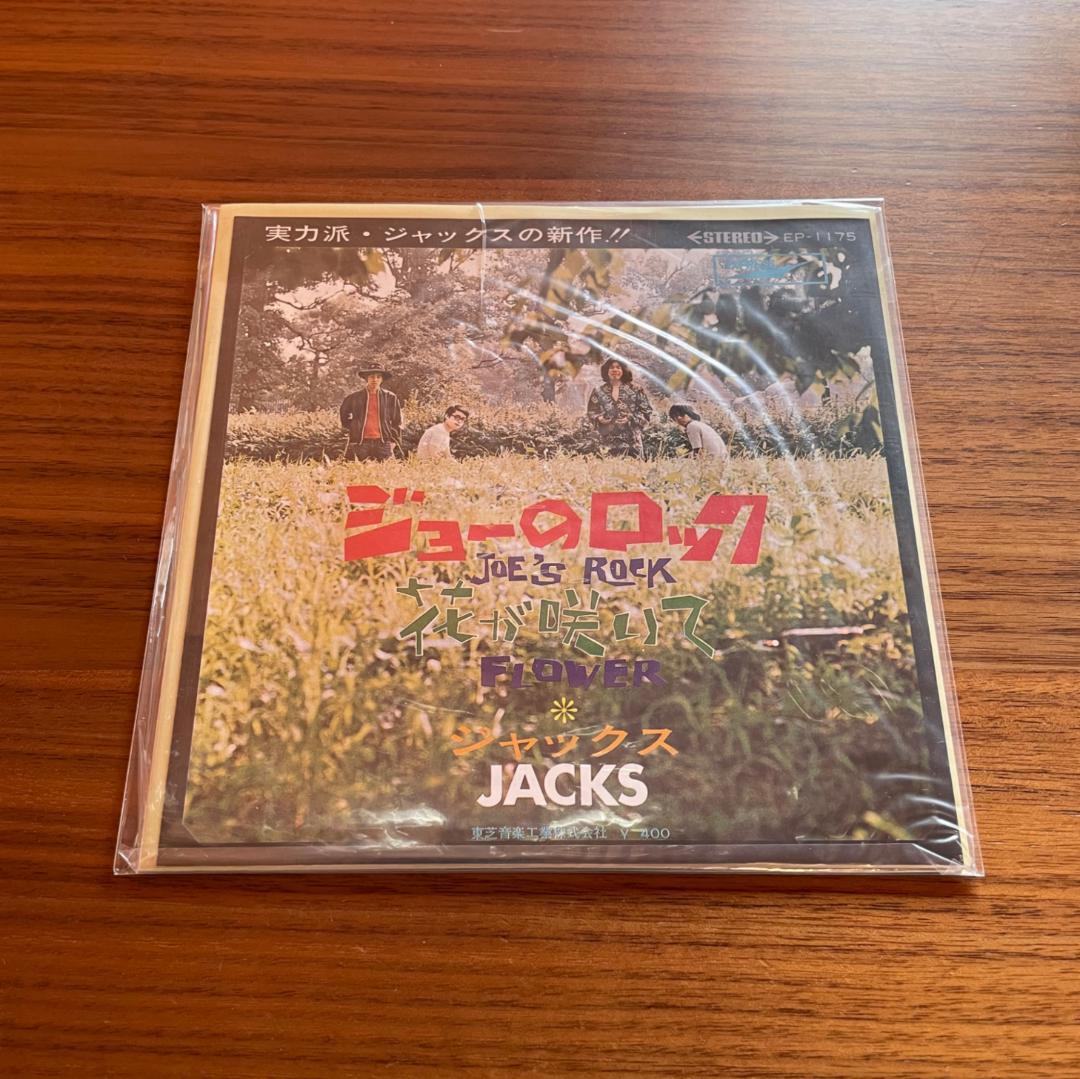 実力派・ジャックスの新作!!
STEREO EP-1175
ジョーのロック
JOE'S ROCK
花が咲いて
FLOWER
ジャックス
JACKS
東芝音楽工業株式会社 ¥ 400